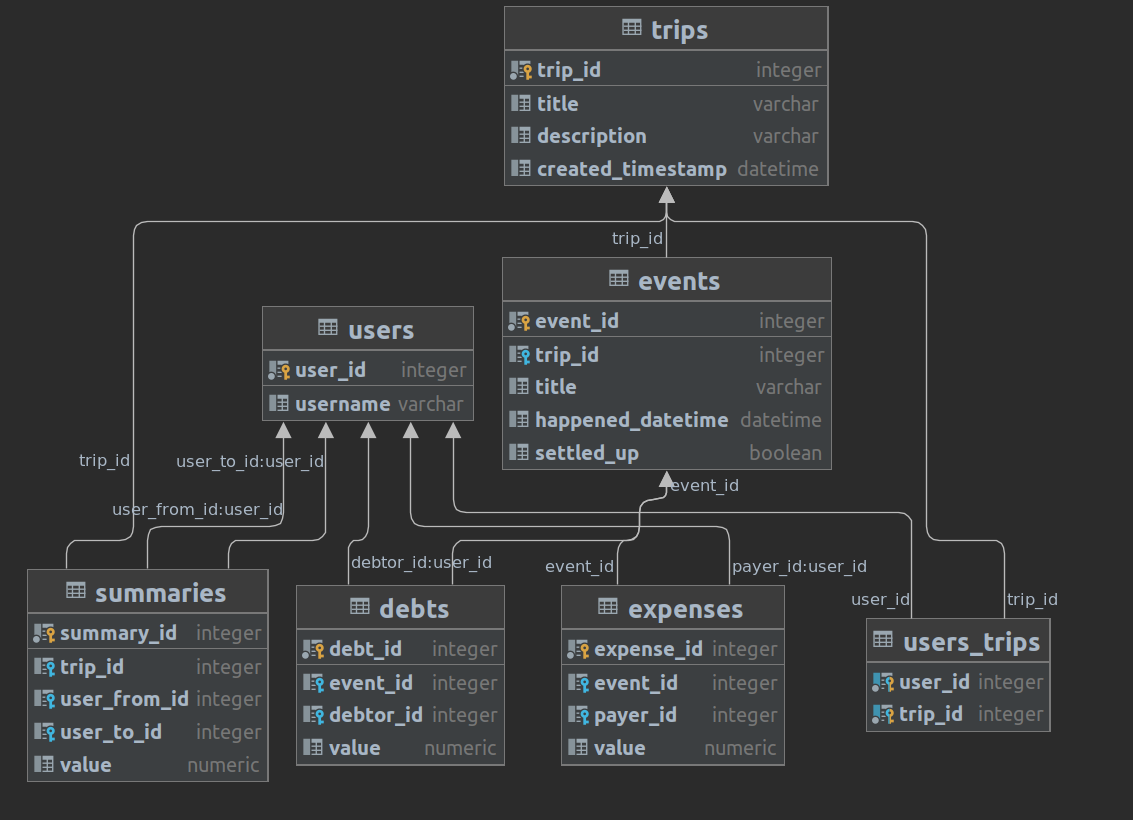 trips
trip_id integer
title varchar
description varchar
created_timestamp datetime
trip_id
events
event_id integer
trip_id integer
title varchar
happened_datetime datetime
settled_up boolean
users
user_id integer
username varchar
trip_id
user_to_id:user_id
event_id
user_from_id:user_id
debtor_id:user_id
event_id
payer_id:user_id
user_id
trip_id
summaries
summary_id integer
trip_id integer
user_from_id integer
user_to_id integer
value numeric
debts
debt_id integer
event_id integer
debtor_id integer
value numeric
expenses
expense_id integer
event_id integer
payer_id integer
value numeric
users_trips
user_id integer
trip_id integer